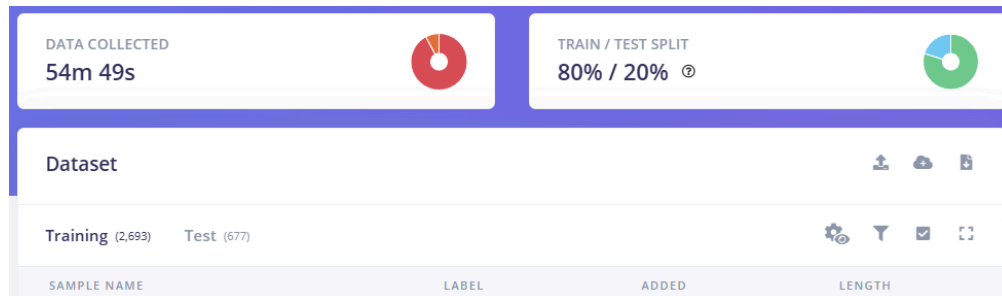 DATA COLLECTED
54m 49s
TRAIN / TEST SPLIT
80% / 20%
Dataset
Training (2,693) Test (677)
SAMPLE NAME LABEL ADDED LENGTH